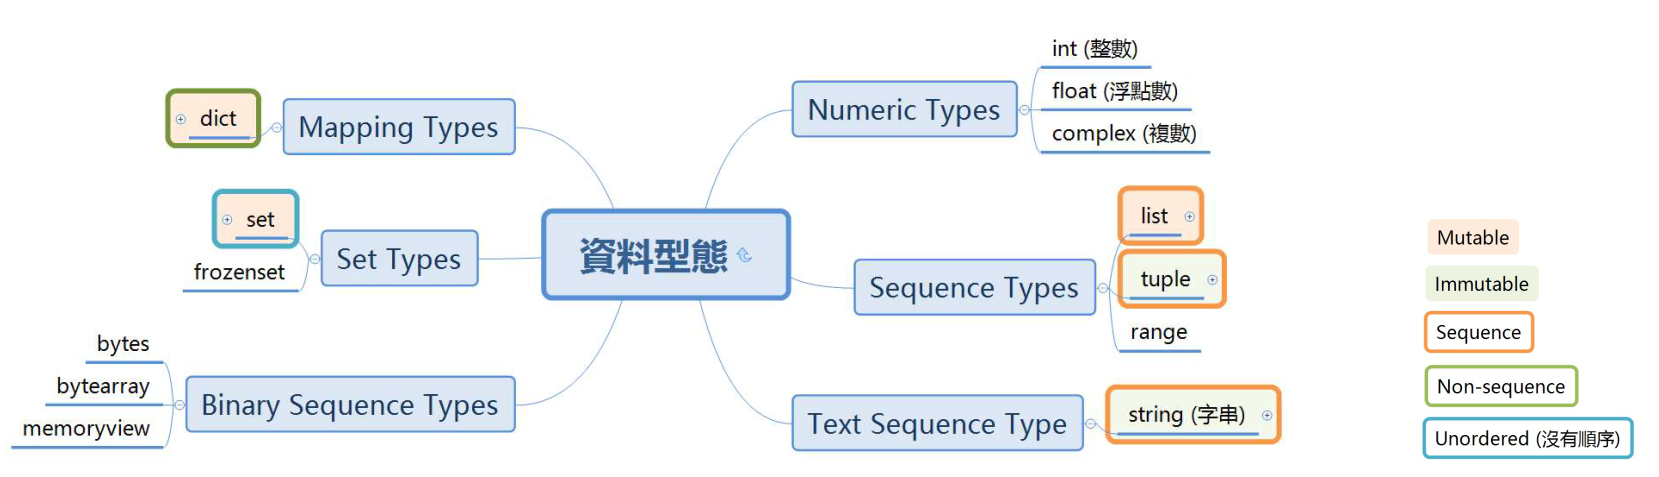 資料型態
Mapping Types
dict
Set Types
set
frozenset
Binary Sequence Types
bytes
bytearray
memoryview
Numeric Types
int (整數)
float (浮點數)
complex (複數)
Sequence Types
list
tuple
range
Text Sequence Type
string (字串)
Mutable
Immutable
Sequence
Non-sequence
Unordered (沒有順序)